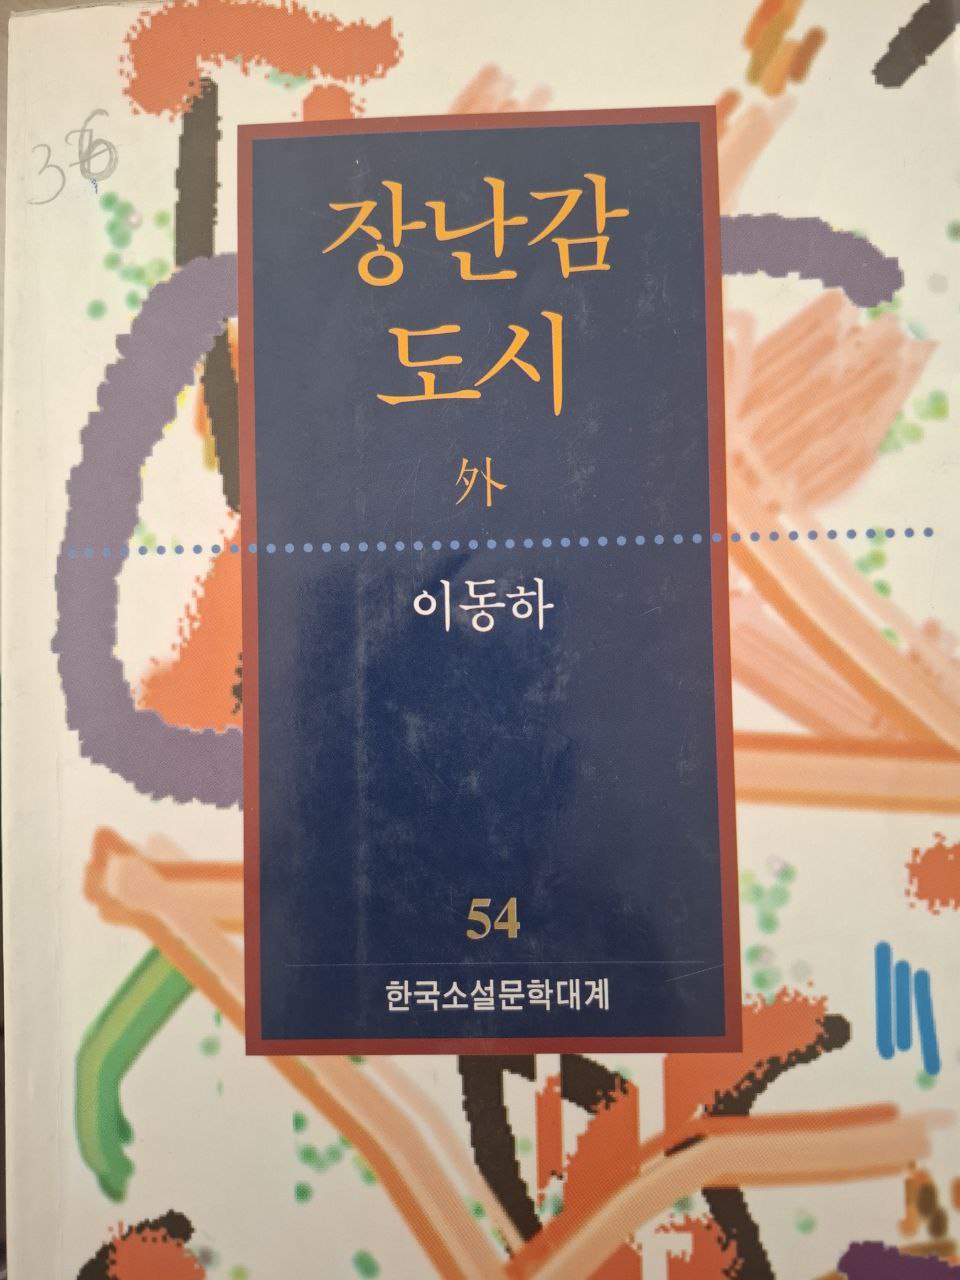 장난감
도시
外
이동하
54
한국소설문학대계